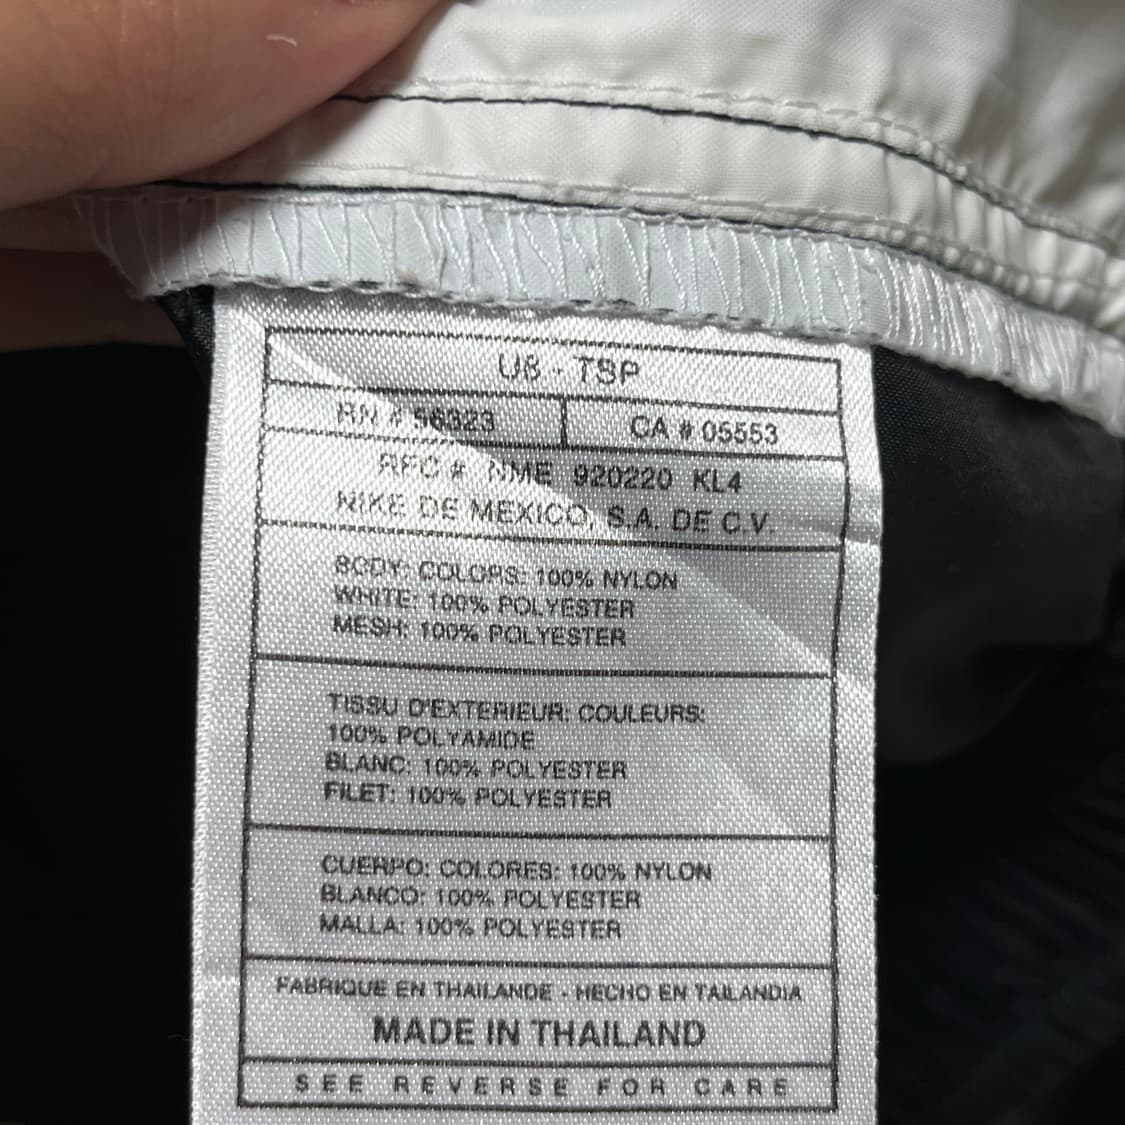 U8 - TSP
RN # 56323
CA # 05553
RFC # NME 920220 KL4
NIKE DE MEXICO, S.A. DE C.V.
BODY: COLORS: 100% NYLON
WHITE: 100% POLYESTER
MESH: 100% POLYESTER
TISSU D'EXTERIEUR: COULEURS:
100% POLYAMIDE
BLANC: 100% POLYESTER
FILET: 100% POLYESTER
CUERPO: COLORES: 100% NYLON
BLANCO: 100% POLYESTER
MALLA: 100% POLYESTER
FABRIQUE EN THAILANDE - HECHO EN TAILANDIA
MADE IN THAILAND
SEE REVERSE FOR CARE